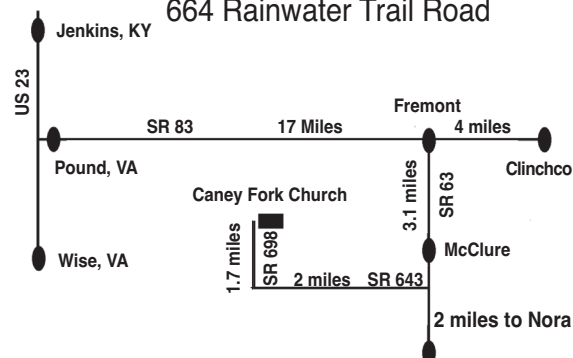 664 Rainwater Trail Road
Jenkins, KY
US 23
Fremont
SR 83
17 Miles
4 miles
Pound, VA
Clinchco
3.1 miles
SR 63
Caney Fork Church
Wise, VA
1.7 miles
SR 698
McClure
2 miles
SR 643
2 miles to Nora